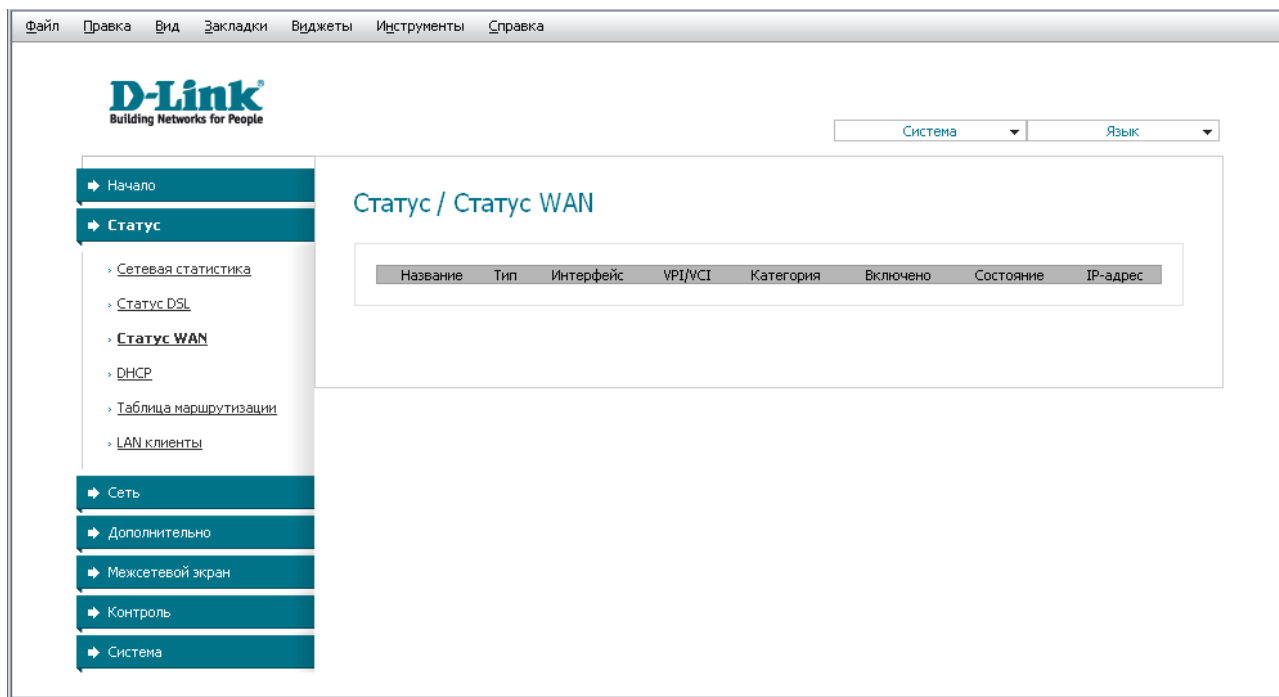 Файл Правка Вид Закладки Виджеты Инструменты Справка
D-Link
Building Networks for People
Система Язык
Начало
Статус
Сетевая статистика
Статус DSL
Статус WAN
DHCP
Таблица маршрутизации
LAN клиенты
Сеть
Дополнительно
Межсетевой экран
Контроль
Система
Статус / Статус WAN
Название Тип Интерфейс VPI/VCI Категория Включено Состояние IP-адрес